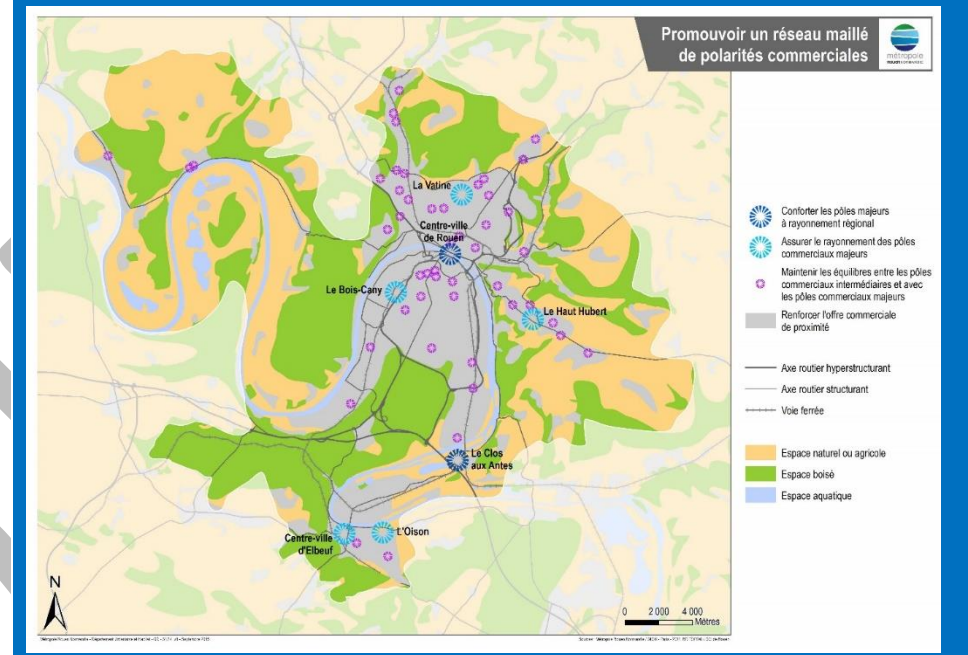 Promouvoir un réseau maillé
de polarités commerciales
métropole
ROUENNORMANDIE
La Vatine
Centre-ville
de Rouen
Le Bois-Cany
Le Haut Hubert
Le Clos
aux Antes
L'Oison
Centre-ville
d'Elbeuf
Conforter les pôles majeurs
à rayonnement régional
Assurer le rayonnement des pôles
commerciaux majeurs
Maintenir les équilibres entre les pôles
commerciaux intermédiaires et avec
les pôles commerciaux majeurs
Renforcer l'offre commerciale
de proximité
Axe routier hyperstructurant
Axe routier structurant
Voie ferrée
Espace naturel ou agricole
Espace boisé
Espace aquatique
N
0 2 000 4 000
Mètres